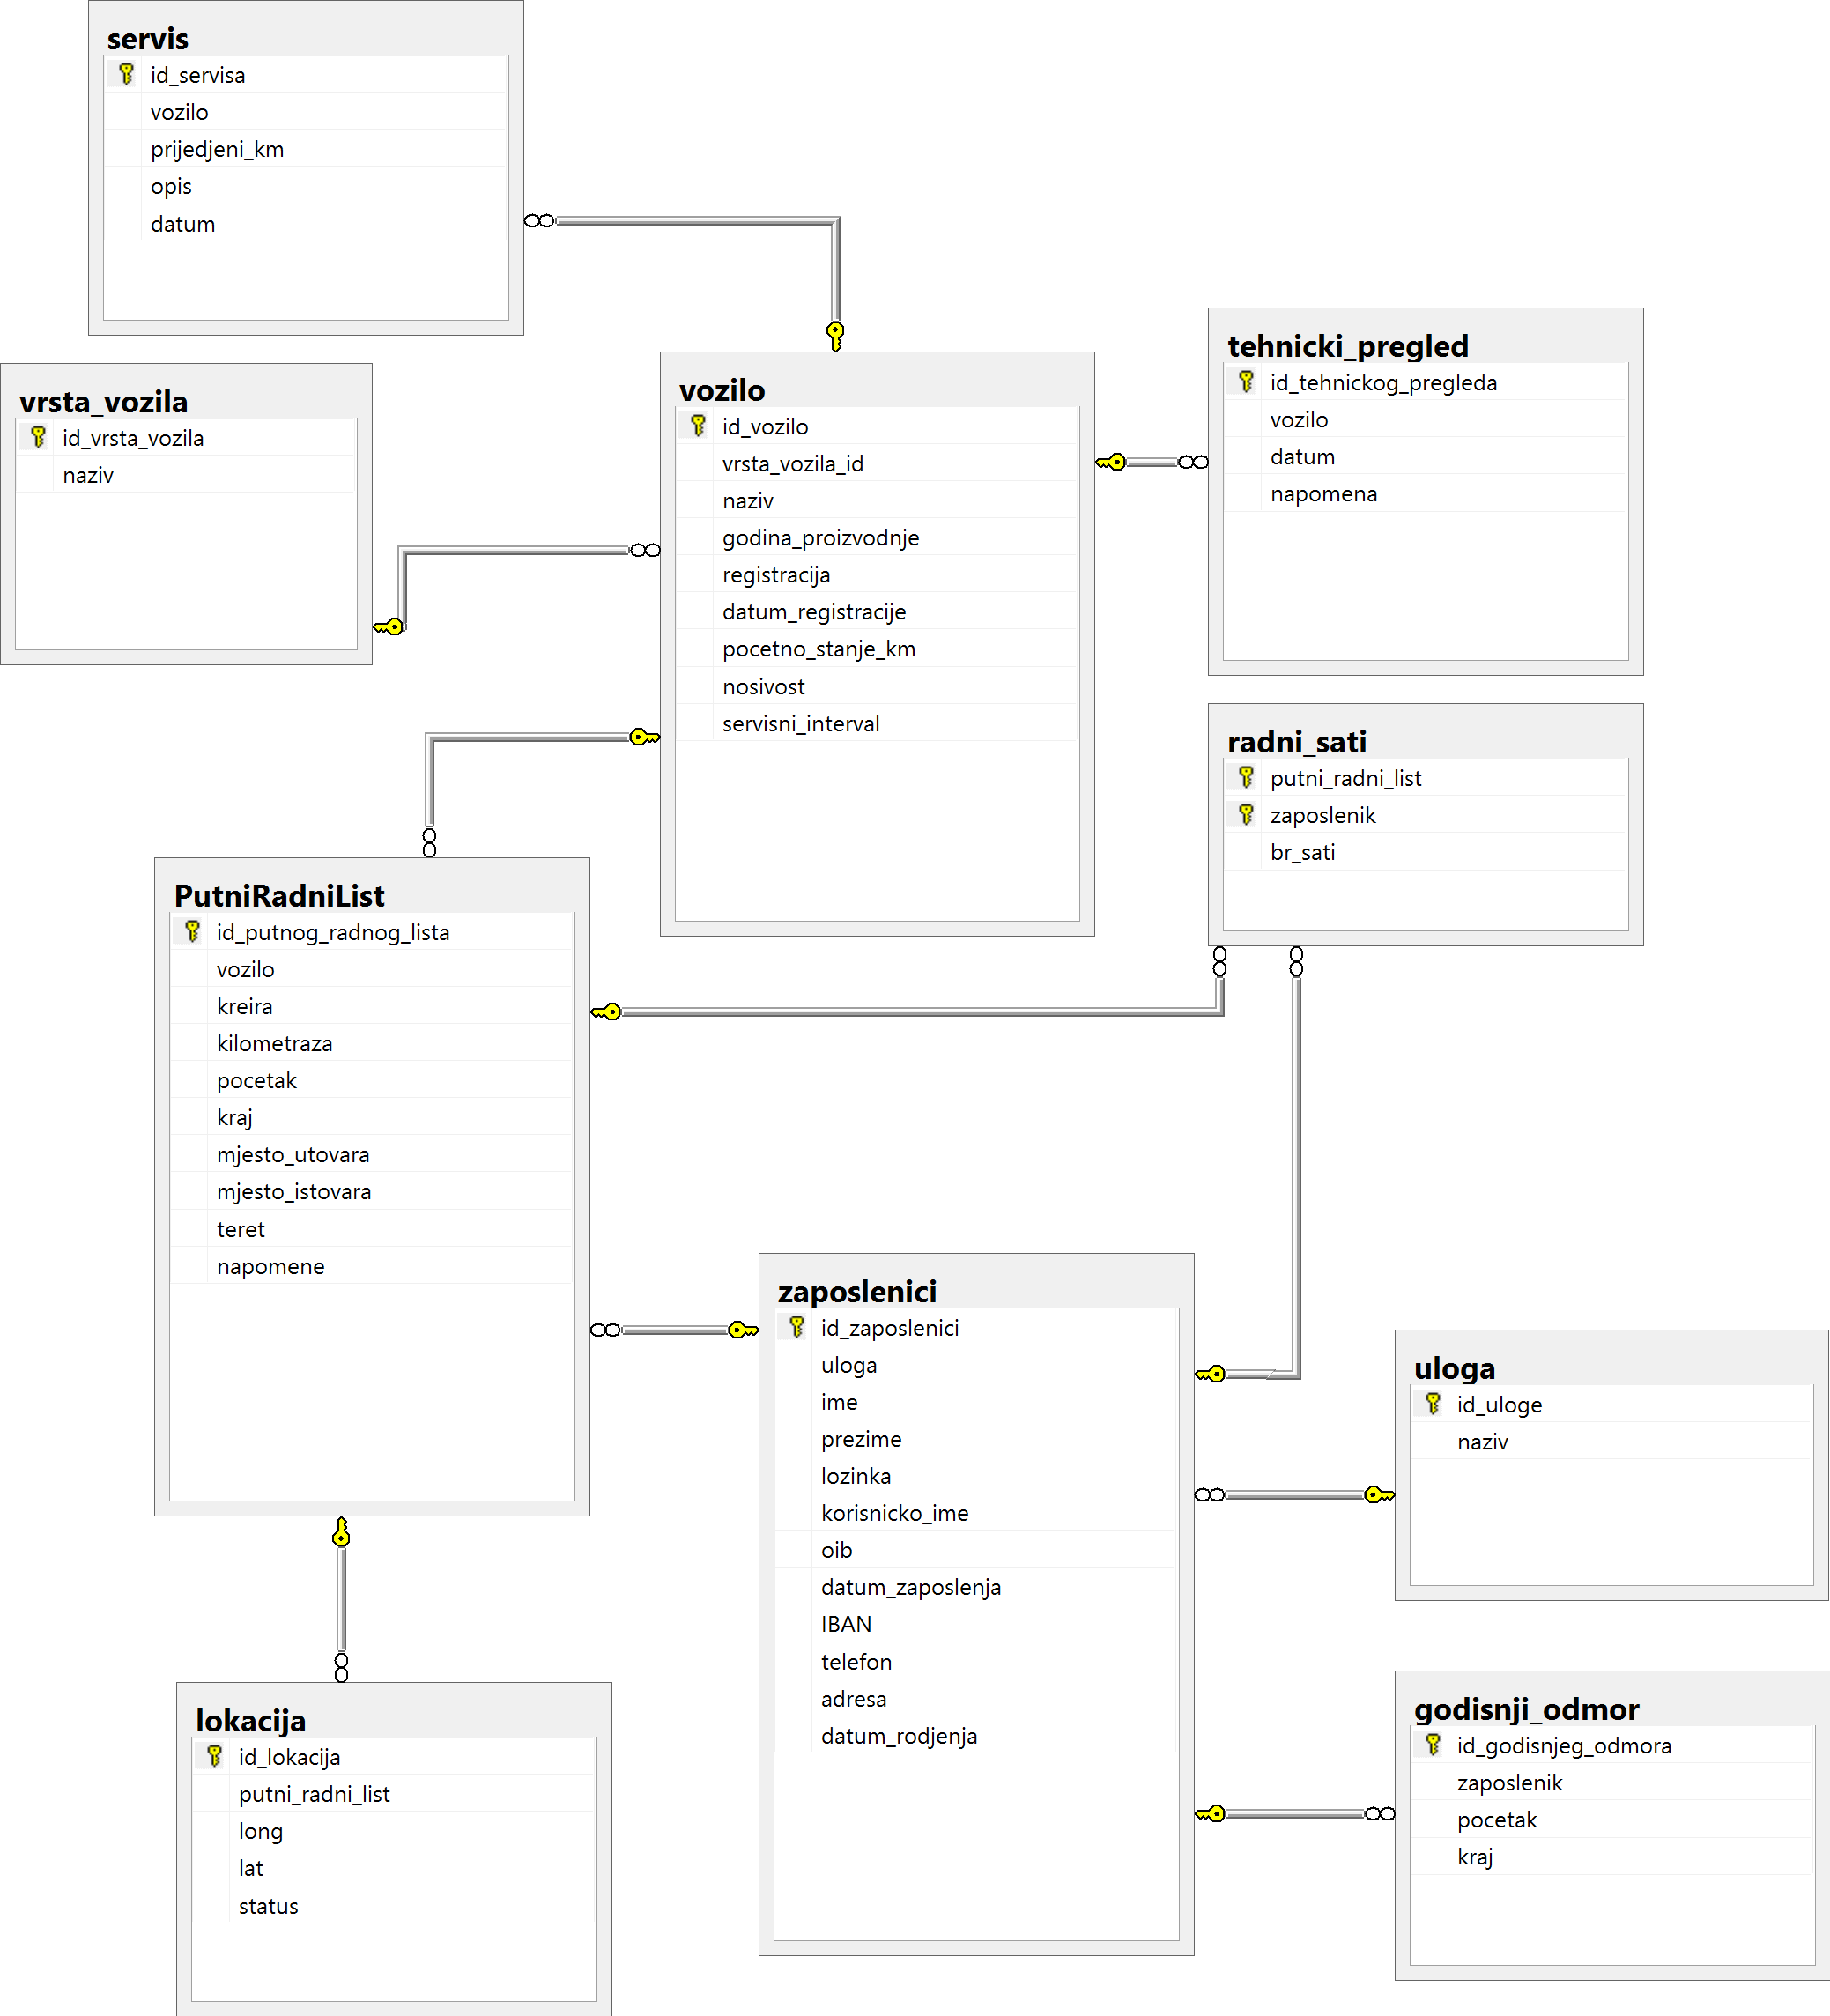 servis
id_servisa
vozilo
prijedjeni_km
opis
datum
vrsta_vozila
id_vrsta_vozila
naziv
vozilo
id_vozilo
vrsta_vozila_id
naziv
godina_proizvodnje
registracija
datum_registracije
pocetno_stanje_km
nosivost
servisni_interval
tehnicki_pregled
id_tehnickog_pregleda
vozilo
datum
napomena
radni_sati
putni_radni_list
zaposlenik
br_sati
PutniRadniList
id_putnog_radnog_lista
vozilo
kreira
kilometraza
pocetak
kraj
mjesto_utovara
mjesto_istovara
teret
napomene
zaposlenici
id_zaposlenici
uloga
ime
prezime
lozinka
korisnicko_ime
oib
datum_zaposlenja
IBAN
telefon
adresa
datum_rodjenja
uloga
id_uloge
naziv
godisnji_odmor
id_godisnjeg_odmora
zaposlenik
pocetak
kraj
lokacija
id_lokacija
putni_radni_list
long
lat
status